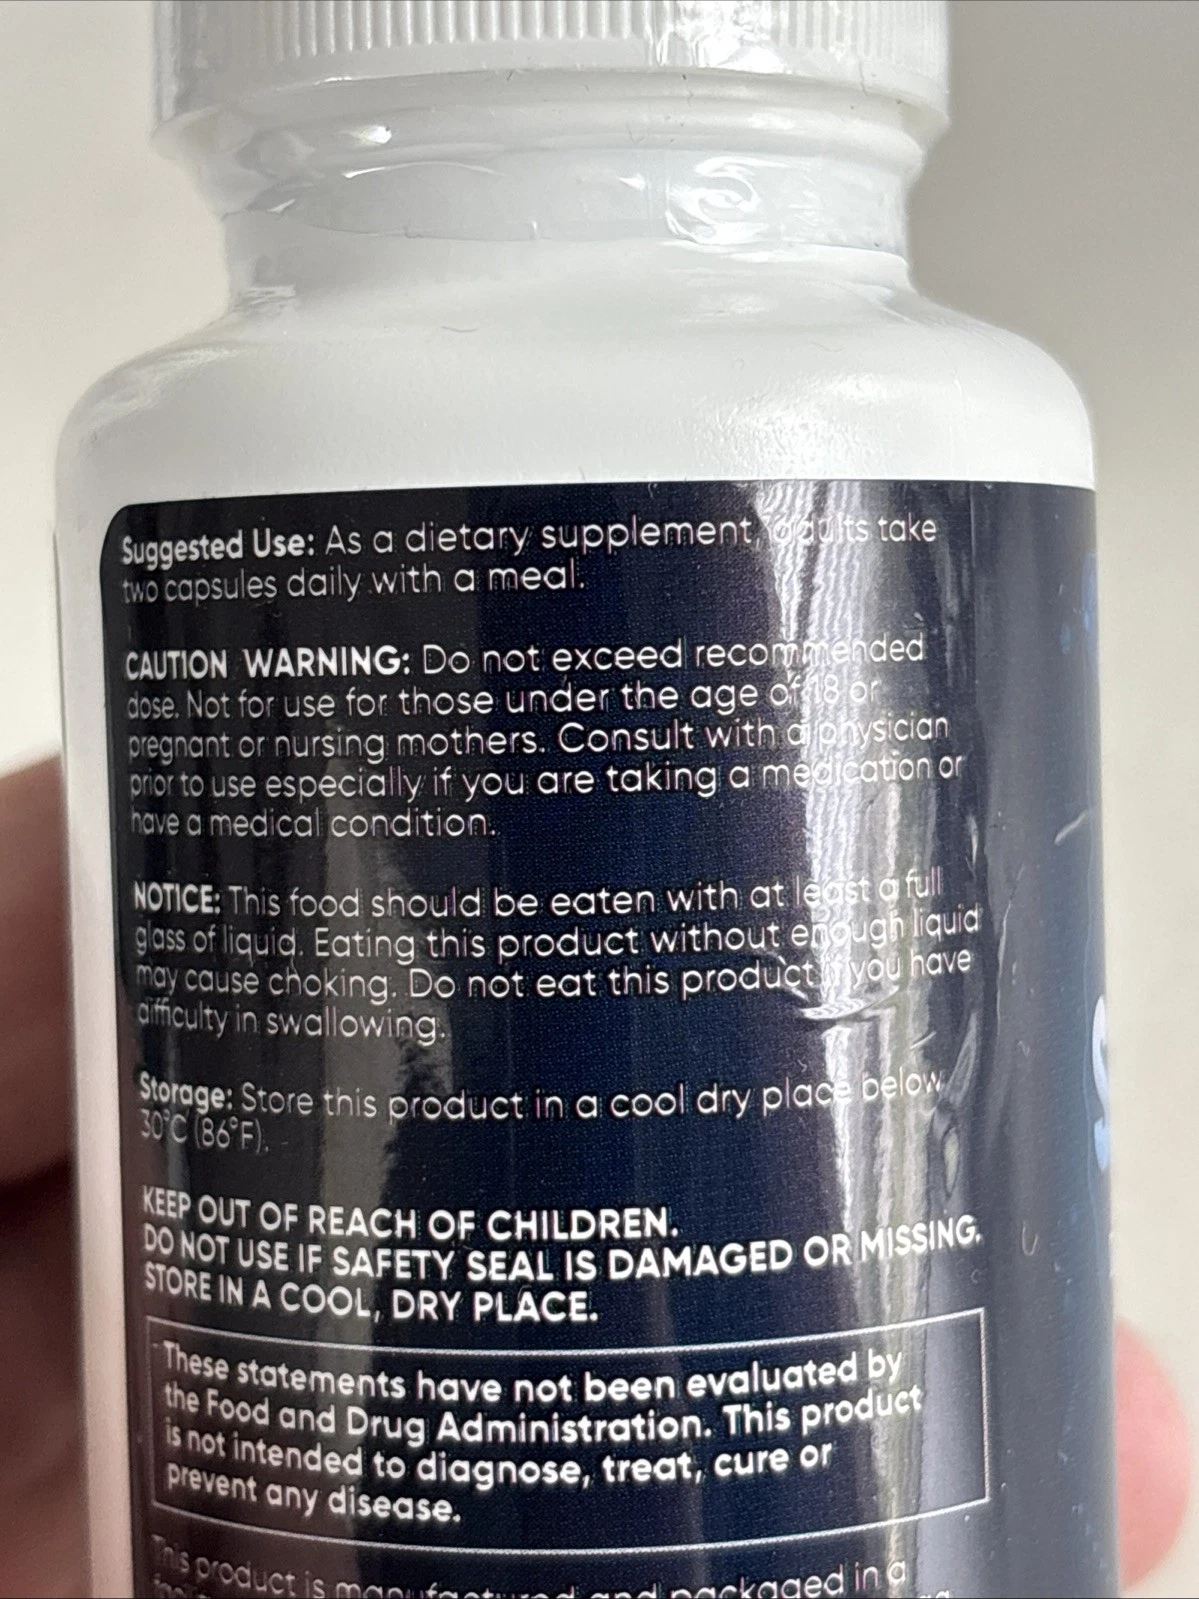 Suggested Use: As a dietary supplement, adults take
two capsules daily with a meal.
CAUTION WARNING: Do not exceed recommended
dose. Not for use for those under the age of 18 or
pregnant or nursing mothers. Consult with a physician
prior to use especially if you are taking a medication or
have a medical condition.
NOTICE: This food should be eaten with at least a full
glass of liquid. Eating this product without enough liquid
may cause choking. Do not eat this product if you have
difficulty in swallowing.
Storage: Store this product in a cool dry place below
30°C (86°F).
KEEP OUT OF REACH OF CHILDREN.
DO NOT USE IF SAFETY SEAL IS DAMAGED OR MISSING.
STORE IN A COOL, DRY PLACE.
These statements have not been evaluated by
the Food and Drug Administration. This product
is not intended to diagnose, treat, cure or
prevent any disease.
This product is manufactured and packaged in a